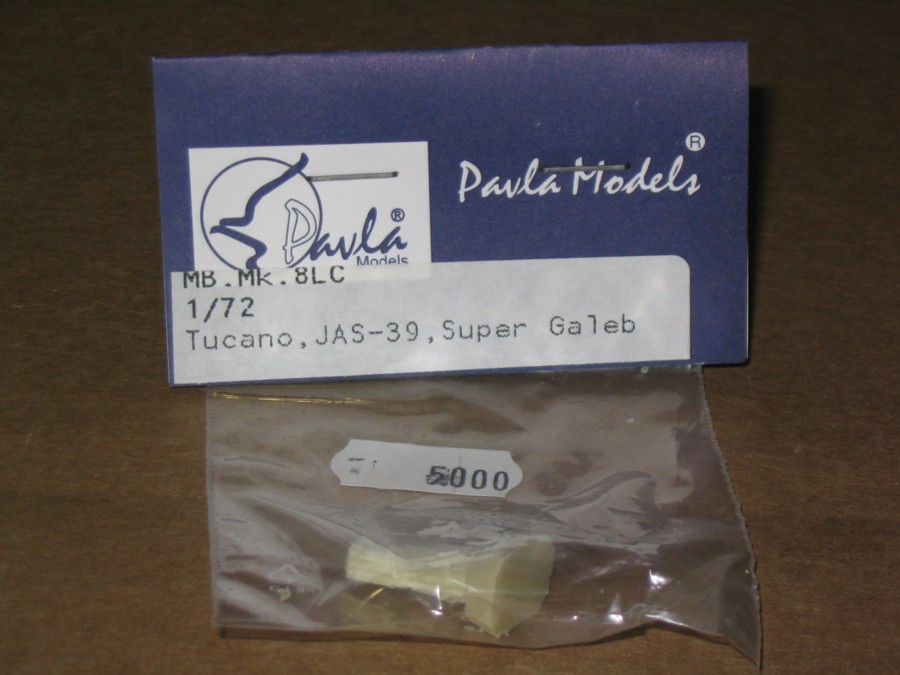 Pavla Models®
Pavla®
Models
MB.Mk.8LC
1/72
Tucano,JAS-39,Super Galeb
5000